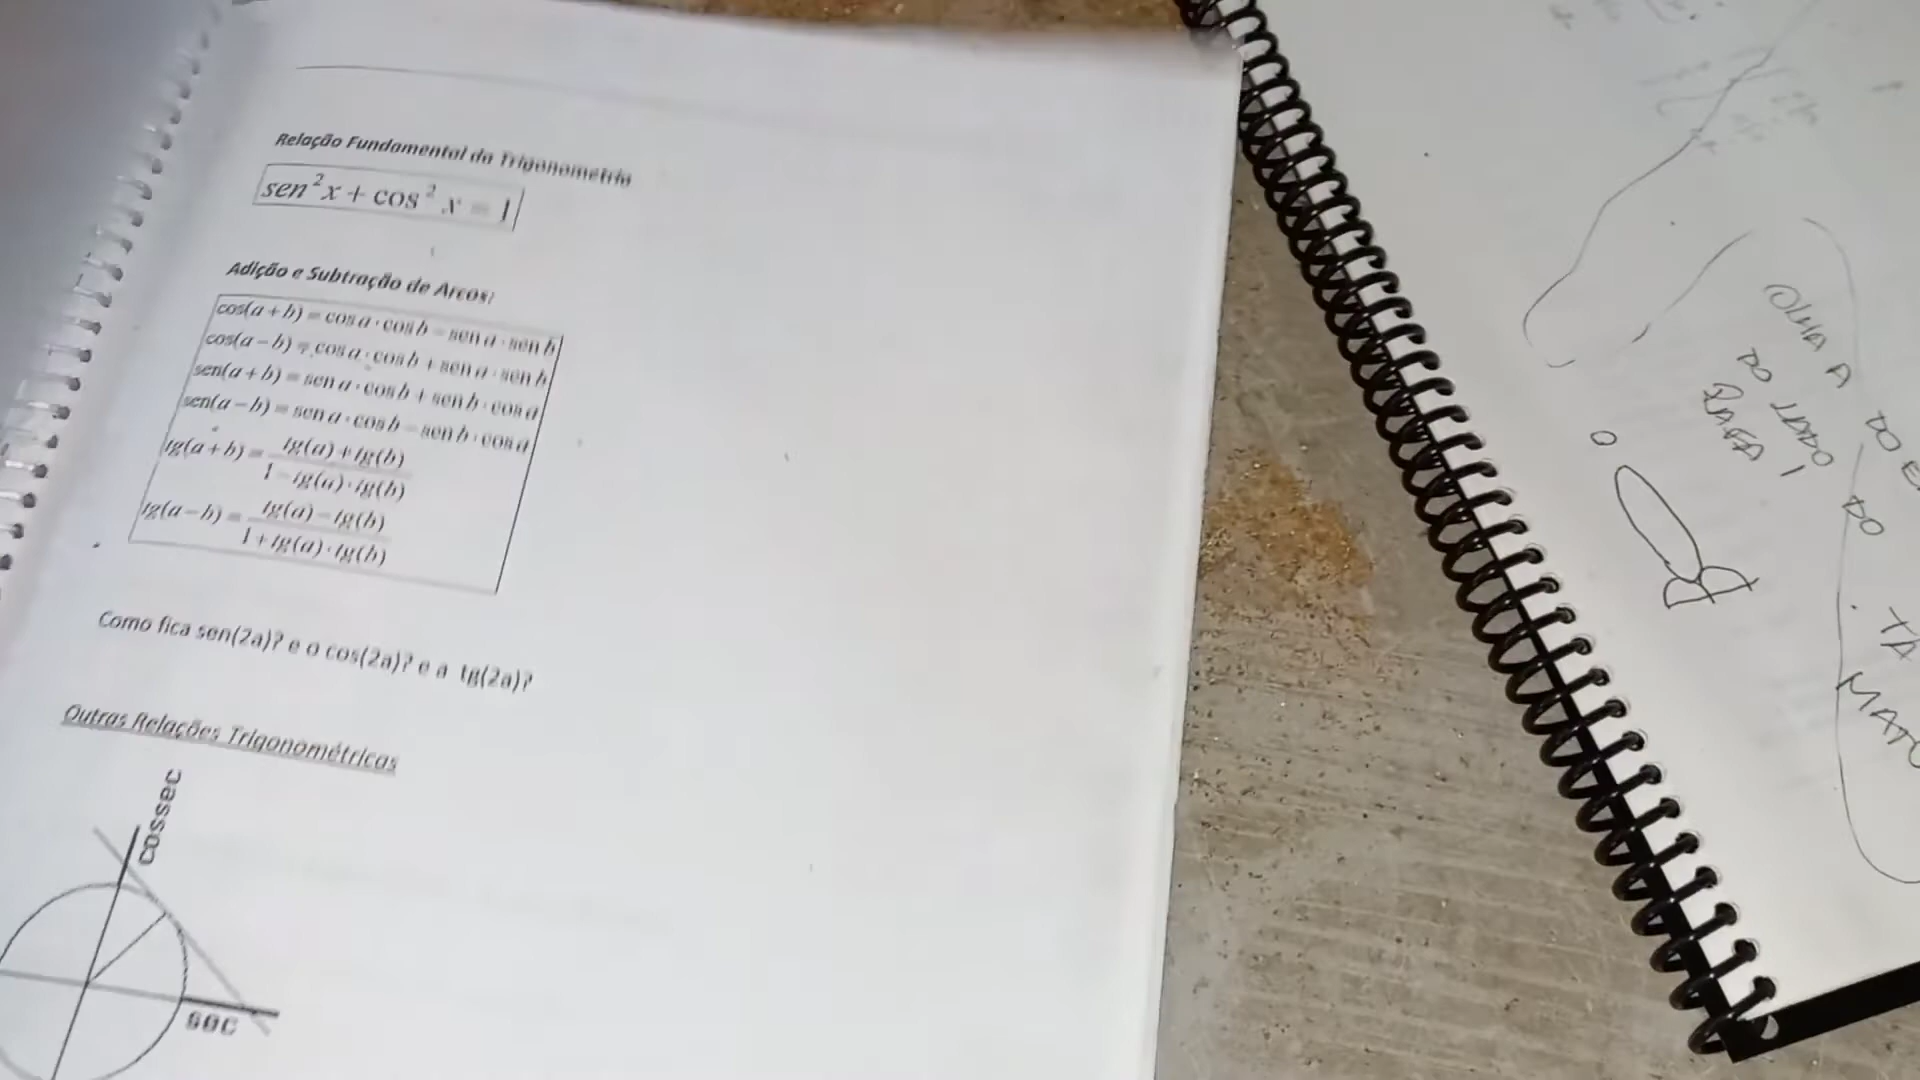 Relação Fundamental da Trigonometria
sen²x + cos² x = 1
Adição e Subtração de Arcos:
cos(a + b) = cos a · cos b - sen a · sen b
cos(a - b) = cos a · cos b + sen a · sen b
sen(a + b) = sen a · cos b + sen b · cos a
sen(a - b) = sen a · cos b - sen b · cos a
tg(a + b) = tg(a) + tg(b)
1 - tg(a) · tg(b)
tg(a - b) = tg(a) - tg(b)
1 + tg(a) · tg(b)
Como fica sen(2a)? e o cos(2a)? e a tg(2a)?
Outras Relações Trigonométricas
cossec
sec
OLHA A DO
DO LADO DO
TA